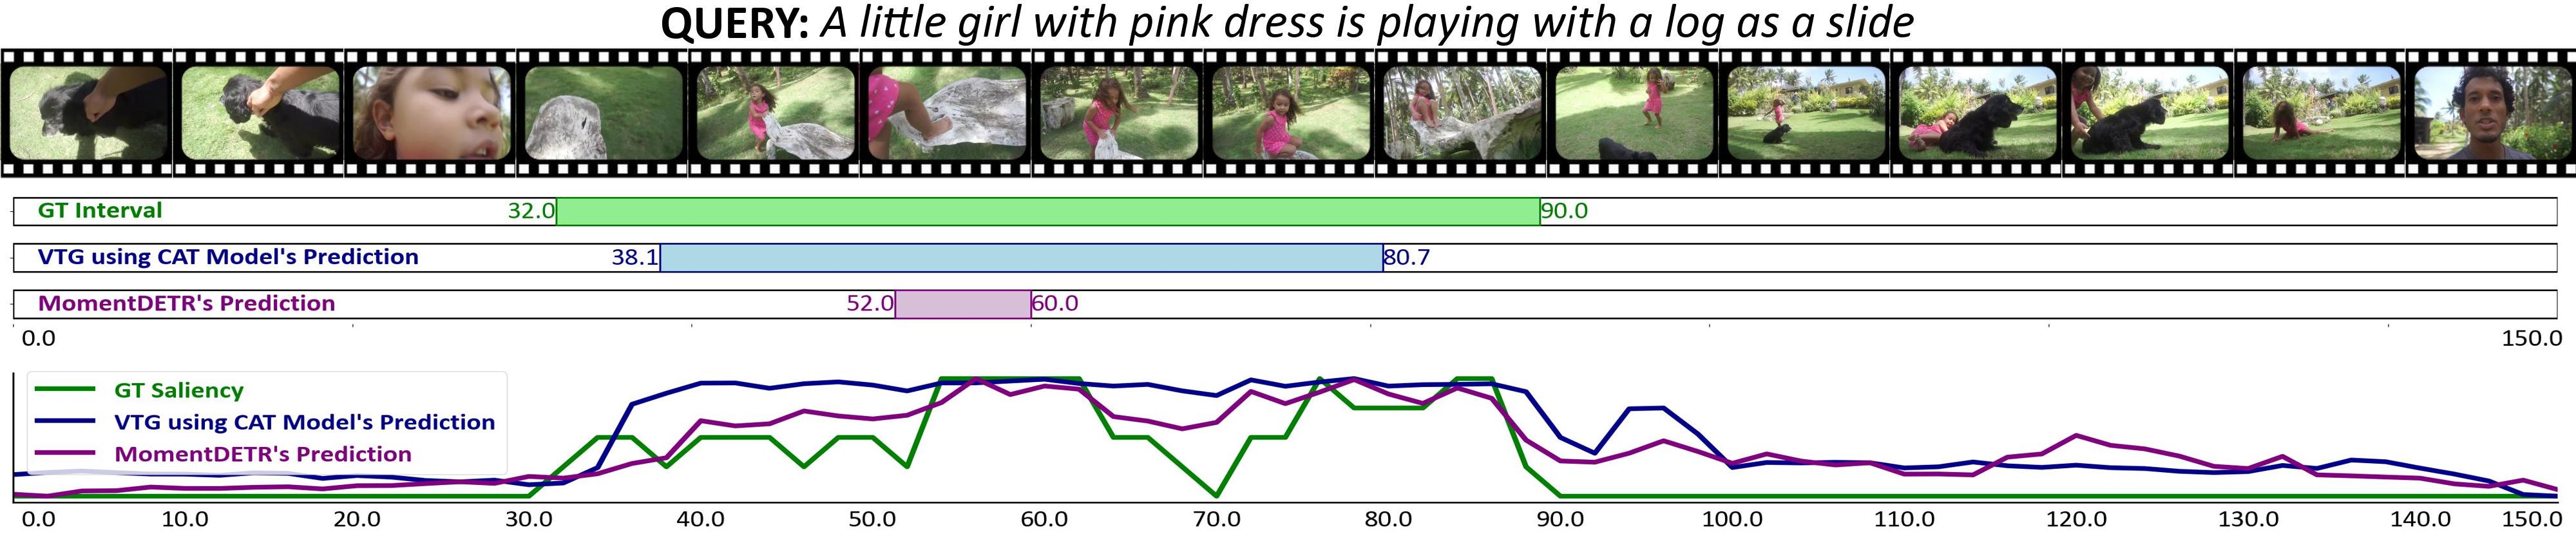 QUERY: A little girl with pink dress is playing with a log as a slide
GT Interval 32.0 90.0
VTG using CAT Model's Prediction 38.1 80.7
MomentDETR's Prediction 52.0 60.0
0.0 150.0
GT Saliency
VTG using CAT Model's Prediction
MomentDETR's Prediction
0.0 10.0 20.0 30.0 40.0 50.0 60.0 70.0 80.0 90.0 100.0 110.0 120.0 130.0 140.0 150.0